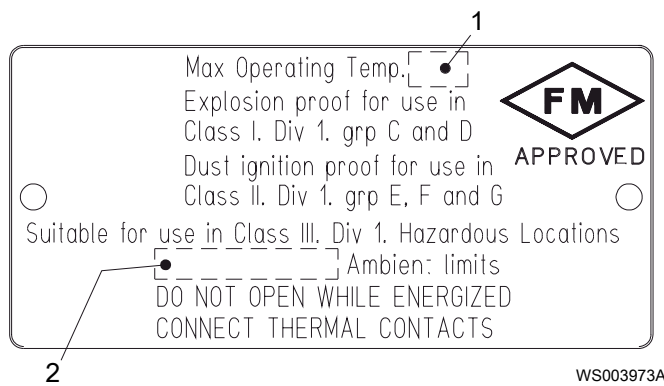 1
Max Operating Temp.
Explosion proof for use in
Class I. Div 1. grp C and D
FM
APPROVED
Dust ignition proof for use in
Class II. Div 1. grp E, F and G
Suitable for use in Class III. Div 1. Hazardous Locations
Ambient limits
DO NOT OPEN WHILE ENERGIZED
CONNECT THERMAL CONTACTS
2
WS003973A